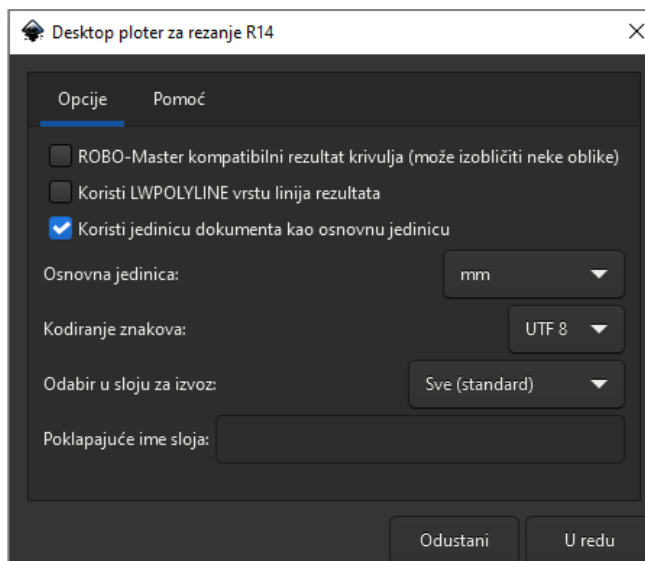 Desktop ploter za rezanje R14
Opcije Pomoć
ROBO-Master kompatibilni rezultat krivulja (može izobličiti neke oblike)
Koristi LWPOLYLINE vrstu linija rezultata
Koristi jedinicu dokumenta kao osnovnu jedinicu
Osnovna jedinica: mm
Kodiranje znakova: UTF 8
Odabir u sloju za izvoz: Sve (standard)
Poklapajuće ime sloja:
Odustani U redu